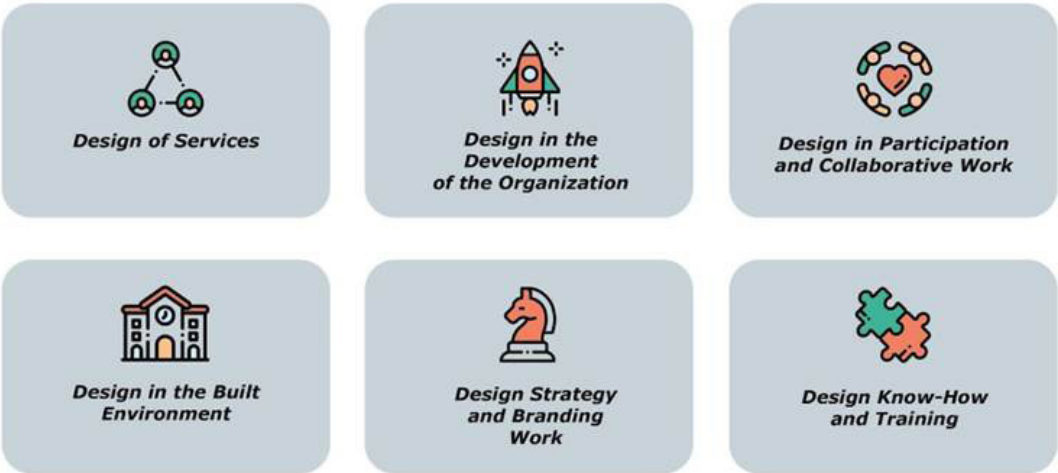 Design of Services
Design in the
Development
of the Organization
Design in Participation
and Collaborative Work
Design in the Built
Environment
Design Strategy
and Branding
Work
Design Know-How
and Training